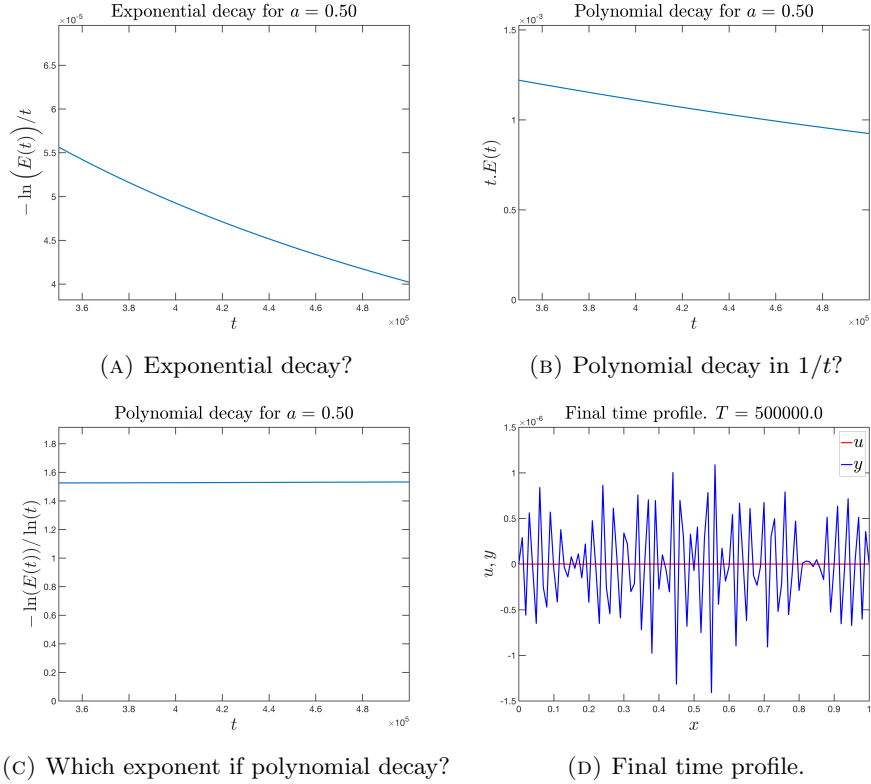 Exponential decay for a = 0.50
×10⁻⁵
6.5
6
5.5
5
4.5
4
− ln (E(t))/t
3.6 3.8 4 4.2 4.4 4.6 4.8
×10⁵
t
(A) Exponential decay?
Polynomial decay for a = 0.50
×10⁻³
1.5
1
0.5
0
t.E(t)
3.6 3.8 4 4.2 4.4 4.6 4.8
×10⁵
t
(B) Polynomial decay in 1/t?
Polynomial decay for a = 0.50
1.8
1.6
1.4
1.2
1
0.8
0.6
0.4
0.2
0
− ln(E(t))/ ln(t)
3.6 3.8 4 4.2 4.4 4.6 4.8
×10⁵
t
(C) Which exponent if polynomial decay?
Final time profile. T = 500000.0
×10⁻⁶
1.5
1
0.5
0
-0.5
-1
-1.5
u, y
u
y
0 0.1 0.2 0.3 0.4 0.5 0.6 0.7 0.8 0.9 1
x
(D) Final time profile.